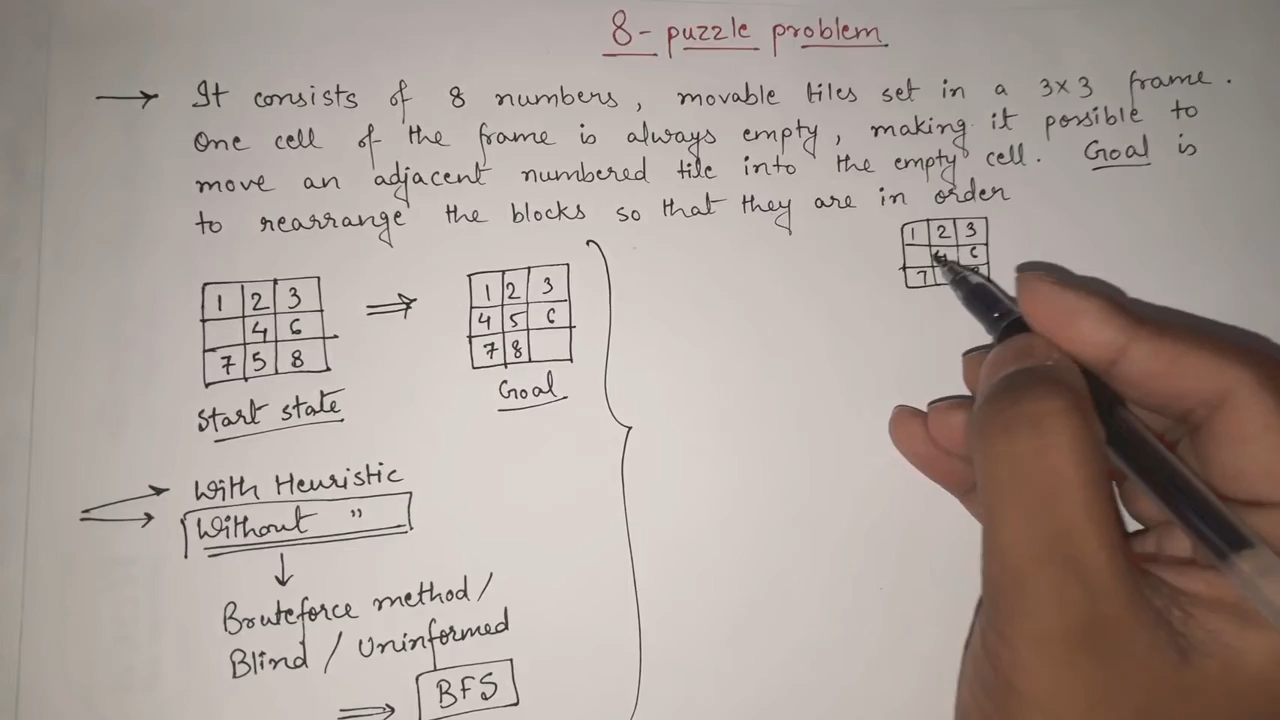 8- puzzle problem
It consists of 8 numbers, movable tiles set in a 3x3 frame.
One cell of the frame is always empty, making it possible to
move an adjacent numbered tile into the empty cell. Goal is
to rearrange the blocks so that they are in order
1 2 3
4 6
7 5 8
Start state
1 2 3
4 5 6
7 8
Goal
1 2 3
4 6
7
With Heuristic
Without "
Bruteforce method/
Blind / Uninformed
BFS